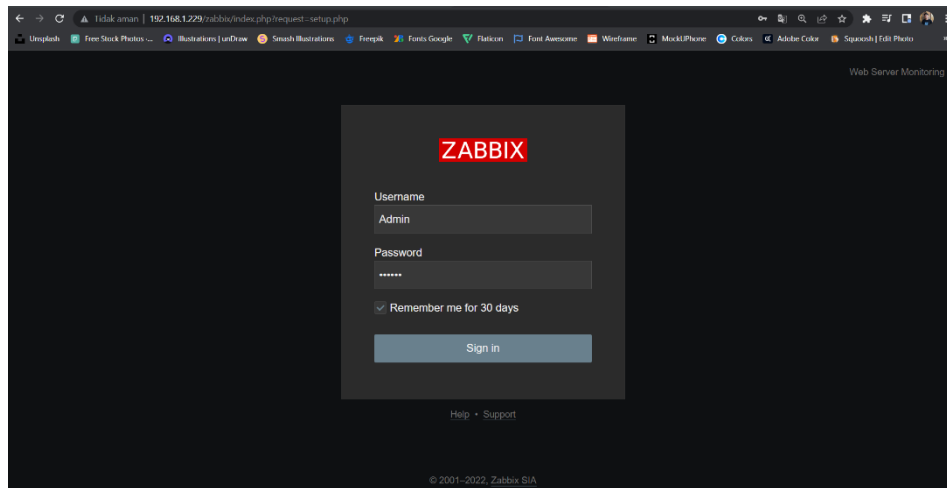 Tidak aman | 192.168.1.229/zabbix/index.php?request=setup.php
Unsplash Free Stock Photos -... Illustrations | unDraw Smash Illustrations Freepik Fonts Google Flaticon Font Awesome Wireframe MockUPhone Colors Adobe Color Squoosh | Edit Photo »
Web Server Monitoring
ZABBIX
Username
Admin
Password
••••••
Remember me for 30 days
Sign in
Help • Support
© 2001–2022, Zabbix SIA